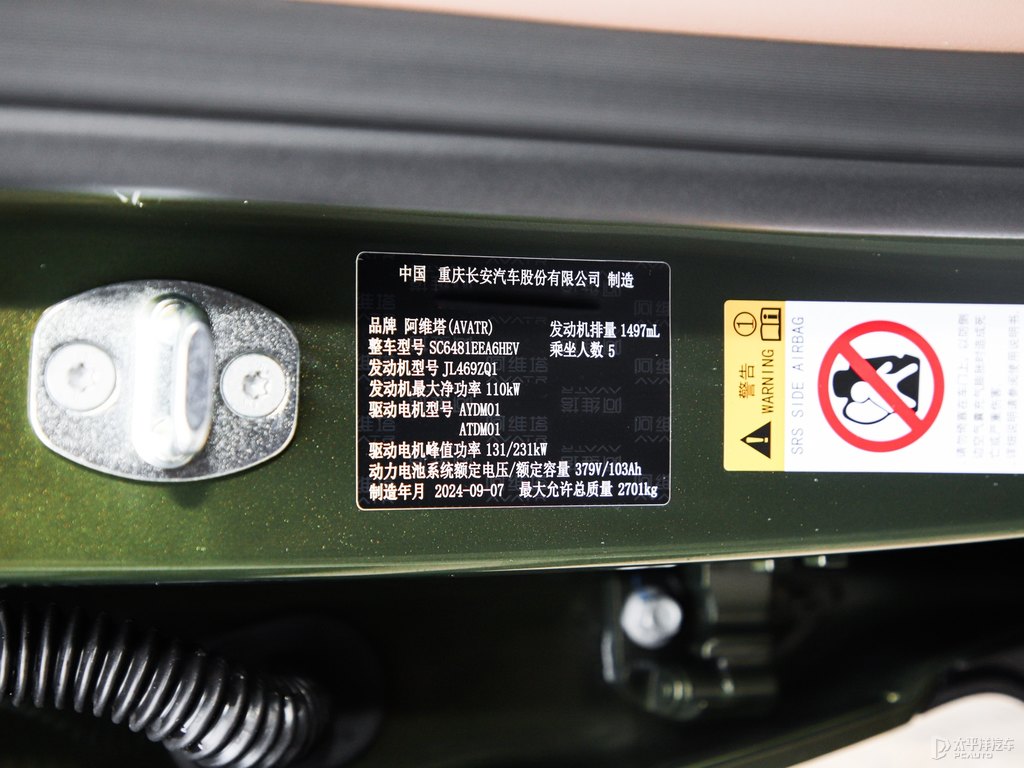 中国 重庆长安汽车股份有限公司 制造
品牌 阿维塔(AVATR) 发动机排量 1497mL
整车型号 SC6481EEA6HEV 乘坐人数 5
发动机型号 JL469ZQ1
发动机最大净功率 110kW
驱动电机型号 AYDM01
ATDM01
驱动电机峰值功率 131/231kW
动力电池系统额定电压/额定容量 379V/103Ah
制造年月 2024-09-07 最大允许总质量 2701kg
警告
WARNING
SRS SIDE AIRBAG
太平洋汽车
PCAUTO